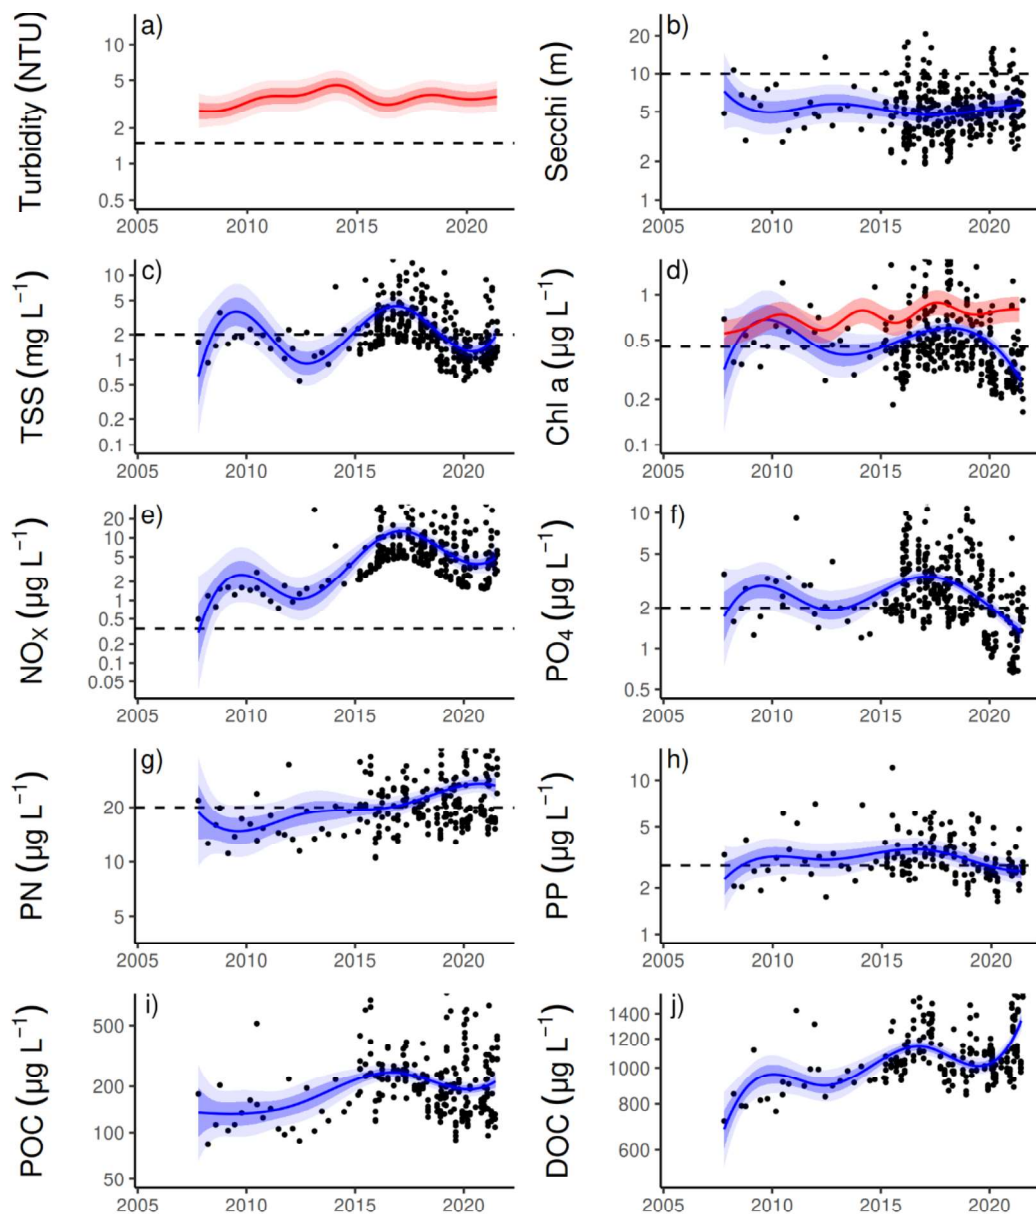 a)
Turbidity (NTU)
10
5
2
1
0.5
2005 2010 2015 2020
b)
Secchi (m)
20
10
5
2
1
2005 2010 2015 2020
c)
TSS (mg L⁻¹)
10
5
2
1
0.5
0.2
0.1
2005 2010 2015 2020
d)
Chl a (µg L⁻¹)
1
0.5
0.2
0.1
2005 2010 2015 2020
e)
NOₓ (µg L⁻¹)
20
10
5
2
1
0.5
0.2
0.1
0.05
2005 2010 2015 2020
f)
PO₄ (µg L⁻¹)
10
5
2
1
0.5
2005 2010 2015 2020
g)
PN (µg L⁻¹)
20
10
5
2005 2010 2015 2020
h)
PP (µg L⁻¹)
10
5
2
1
2005 2010 2015 2020
i)
POC (µg L⁻¹)
500
200
100
50
2005 2010 2015 2020
j)
DOC (µg L⁻¹)
1400
1200
1000
800
600
2005 2010 2015 2020